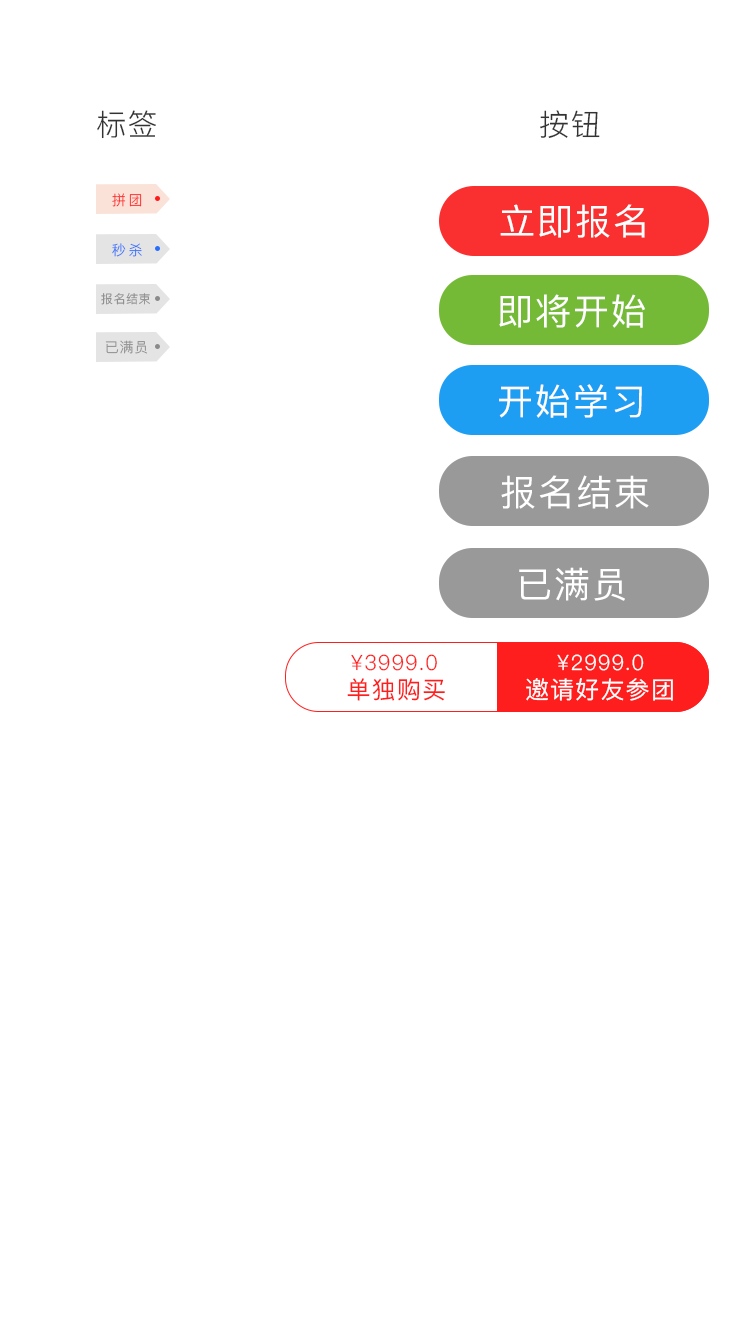 标签
拼团
秒杀
报名结束
已满员
按钮
立即报名
即将开始
开始学习
报名结束
已满员
¥3999.0
单独购买
¥2999.0
邀请好友参团